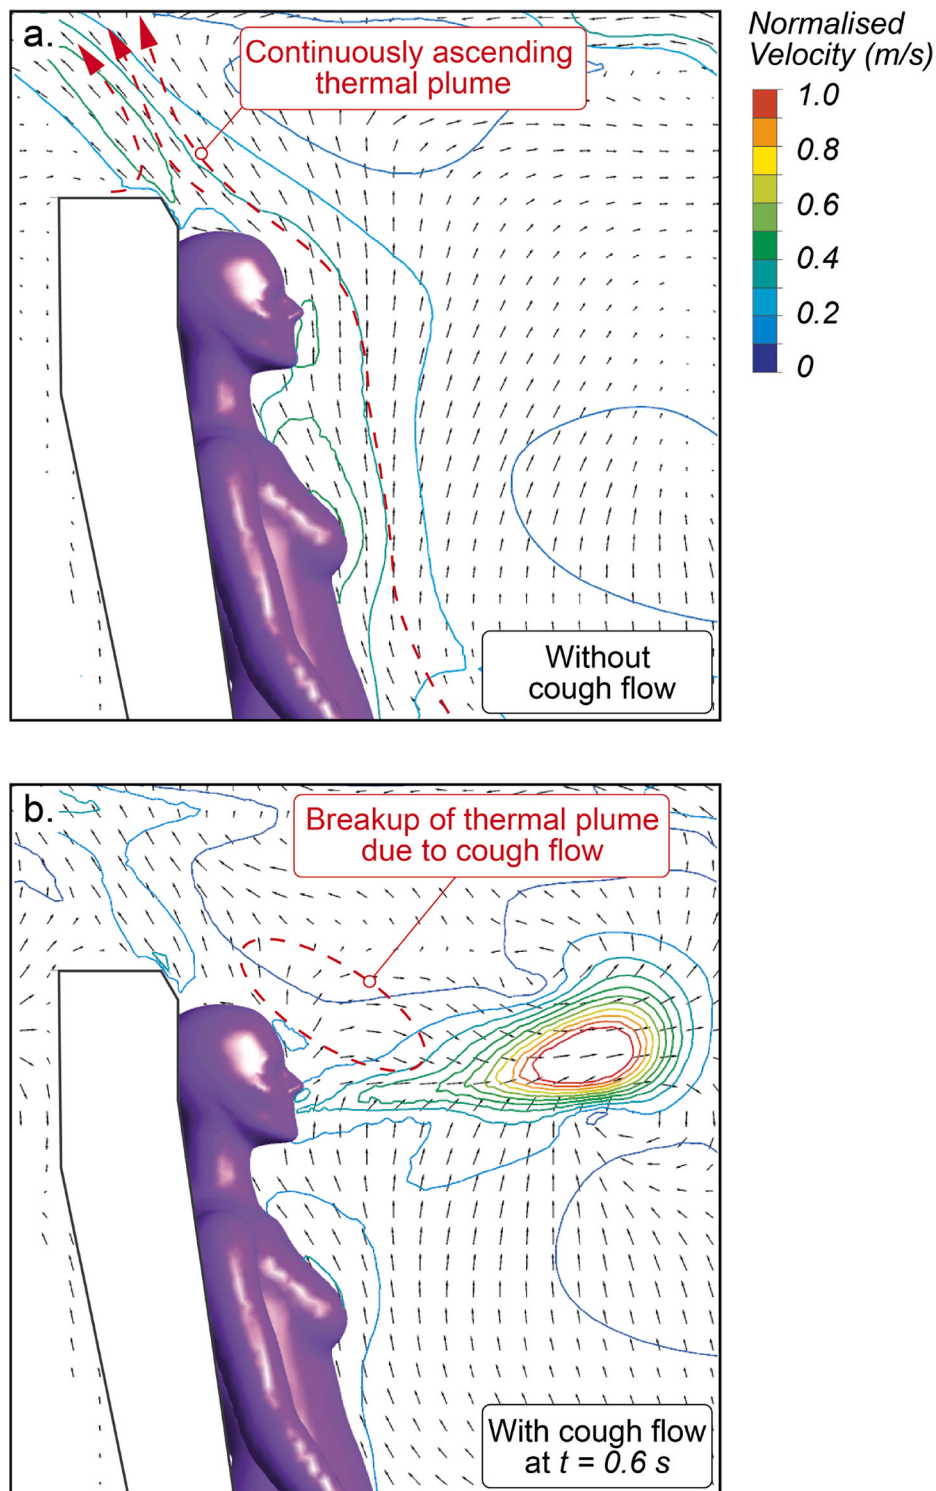 a.
Continuously ascending
thermal plume
Without
cough flow
Normalised
Velocity (m/s)
1.0
0.8
0.6
0.4
0.2
0
b.
Breakup of thermal plume
due to cough flow
With cough flow
at t = 0.6 s